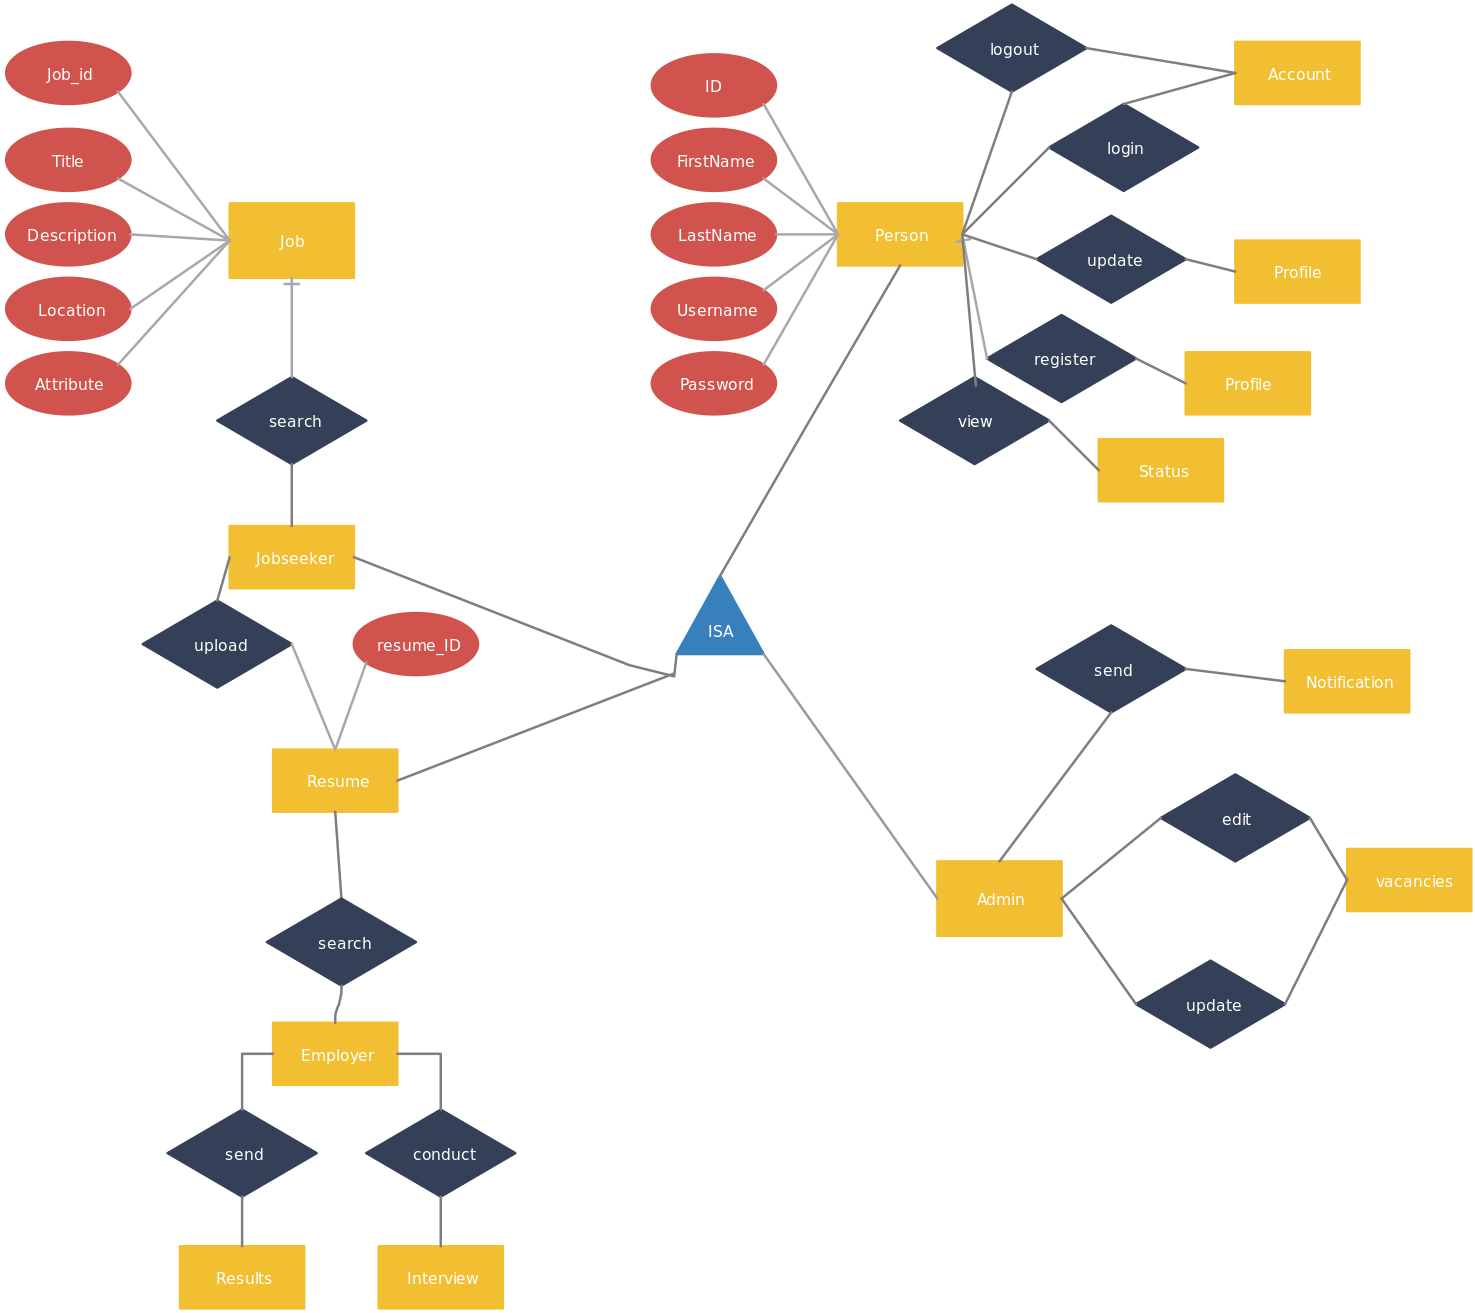 logout
Account
Job_id
ID
login
Title
FirstName
Description
Job
LastName
Person
update
Profile
Location
Username
register
Attribute
Password
Profile
search
view
Status
Jobseeker
upload
resume_ID
ISA
send
Notification
Resume
edit
vacancies
Admin
search
update
Employer
send
conduct
Results
Interview